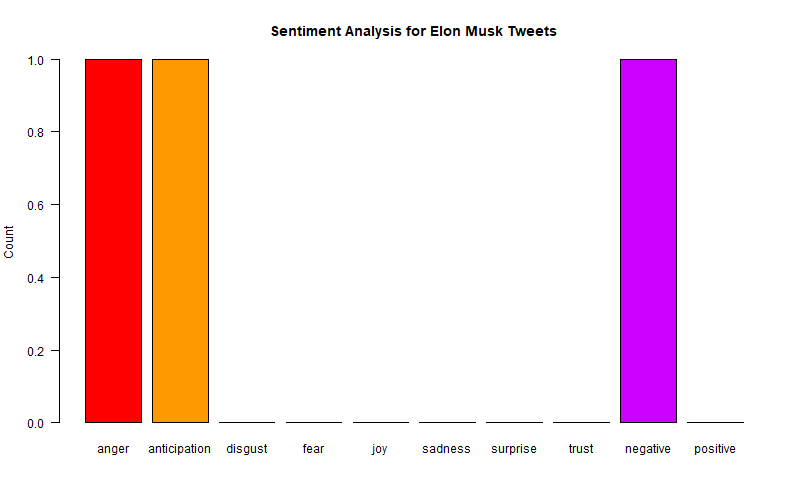 Sentiment Analysis for Elon Musk Tweets
1.0
0.8
0.6
0.4
0.2
0.0
Count
anger anticipation disgust fear joy sadness surprise trust negative positive